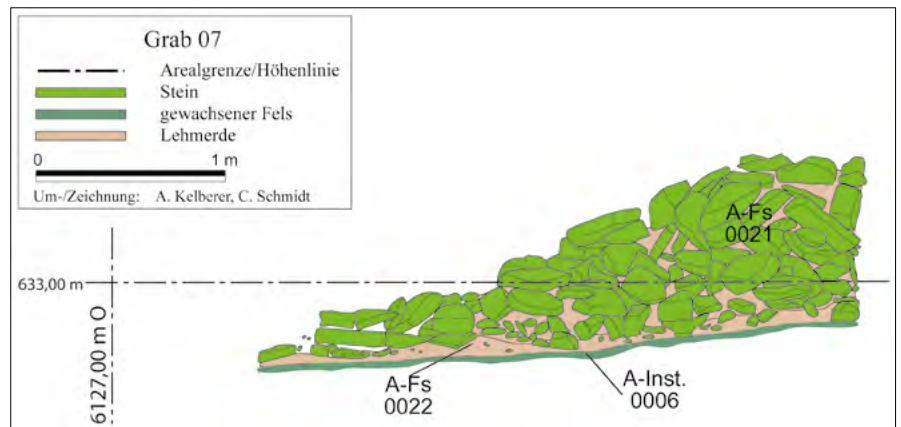 Grab 07
Arealgrenze/Höhenlinie
Stein
gewachsener Fels
Lehmerde
0 1 m
Um-/Zeichnung: A. Kelberer, C. Schmidt
A-Fs
0021
633,00 m
6127,00 m O
A-Fs
0022
A-Inst.
0006